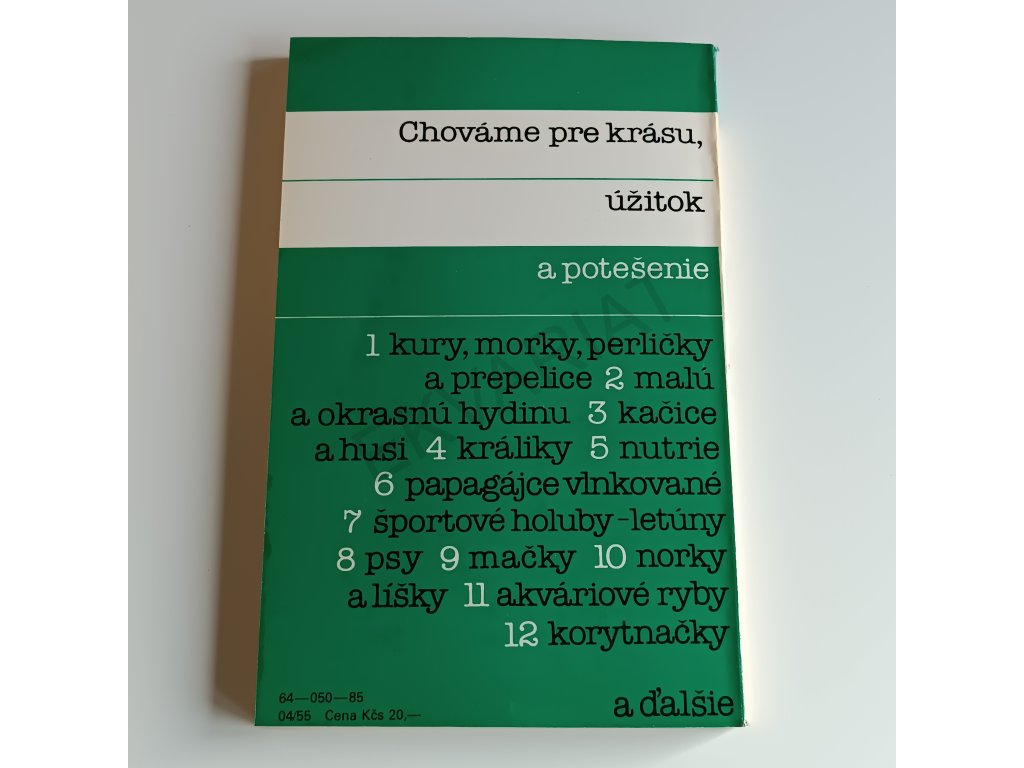 Chováme pre krásu,
úžitok
a potešenie
1 kury, morky, perličky
a prepelice 2 malú
a okrasnú hydinu 3 kačice
a husi 4 králiky 5 nutrie
6 papagájce vlnkované
7 športové holuby-letúny
8 psy 9 mačky 10 norky
a líšky 11 akváriové ryby
12 korytnačky
a ďalšie
64—050—85
04/55 Cena Kčs 20,—
EKVARIAT